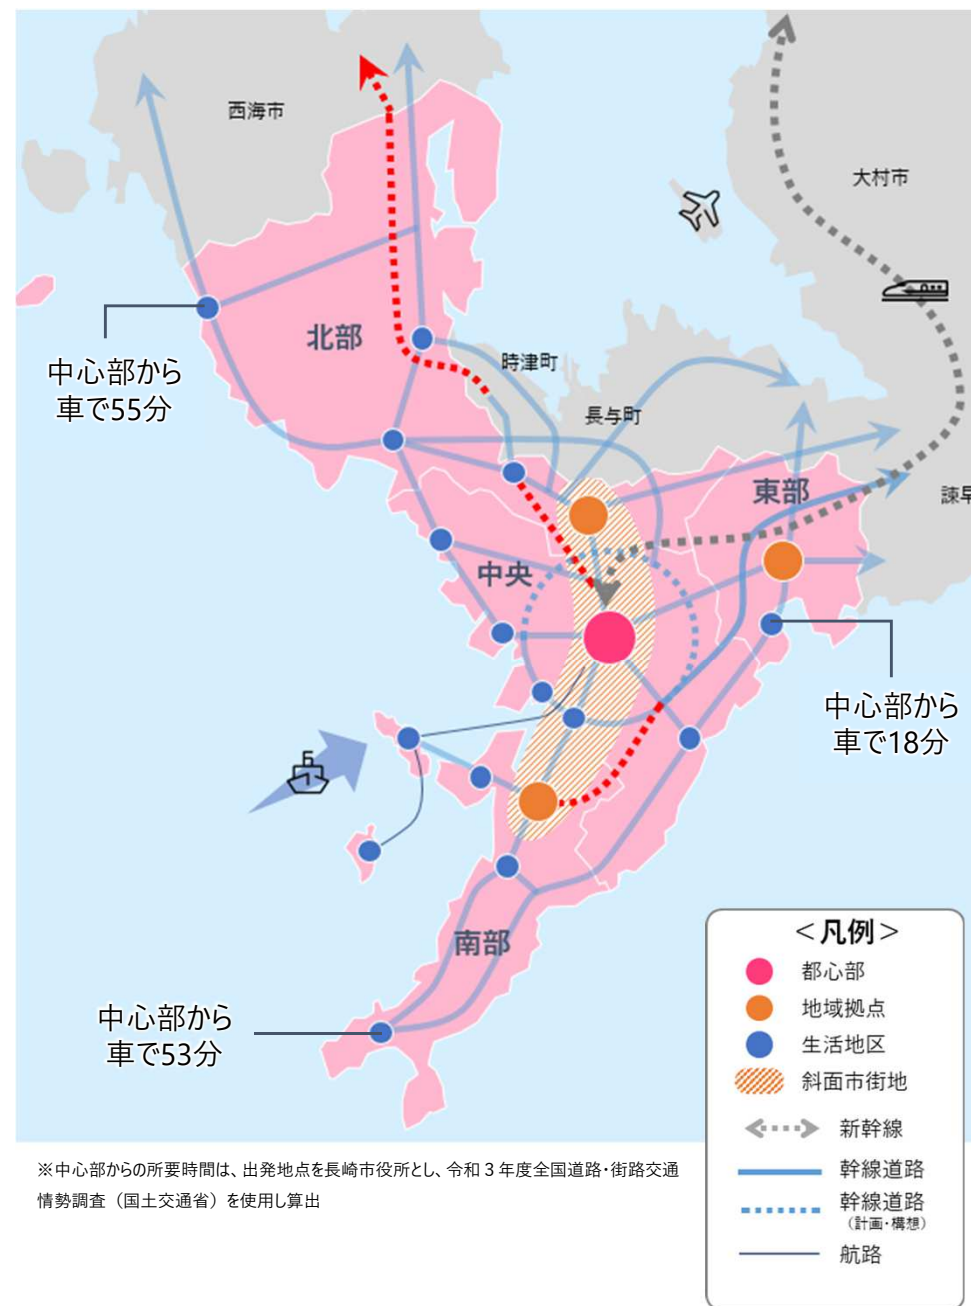 西海市
大村市
北部
時津町
中心部から
車で55分
長与町
東部
諫早
中央
中心部から
車で18分
南部
中心部から
車で53分
＜凡例＞
都心部
地域拠点
生活地区
斜面市街地
新幹線
幹線道路
幹線道路
（計画・構想）
航路
※中心部からの所要時間は、出発地点を長崎市役所とし、令和３年度全国道路・街路交通
情勢調査（国土交通省）を使用し算出